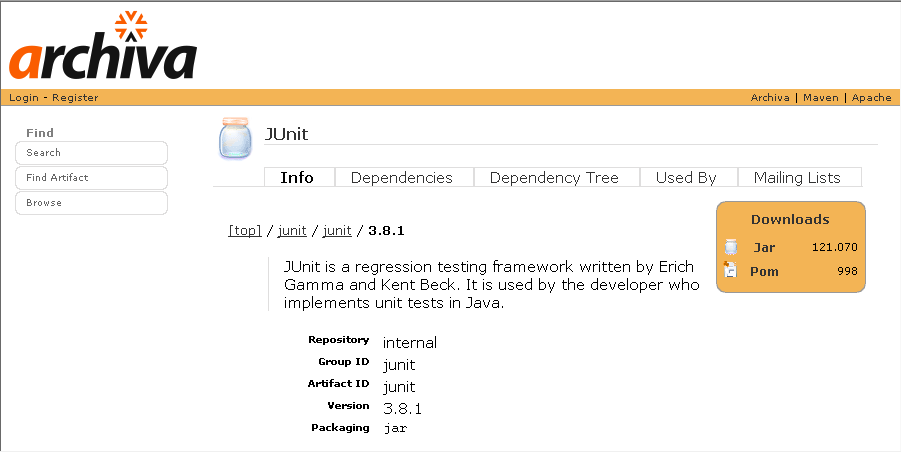 archiva
Login - Register
Archiva | Maven | Apache
Find
Search
Find Artifact
Browse
JUnit
Info
Dependencies
Dependency Tree
Used By
Mailing Lists
[top] / junit / junit / 3.8.1
JUnit is a regression testing framework written by Erich
Gamma and Kent Beck. It is used by the developer who
implements unit tests in Java.
Downloads
Jar 121.070
Pom 998
Repository internal
Group ID junit
Artifact ID junit
Version 3.8.1
Packaging jar